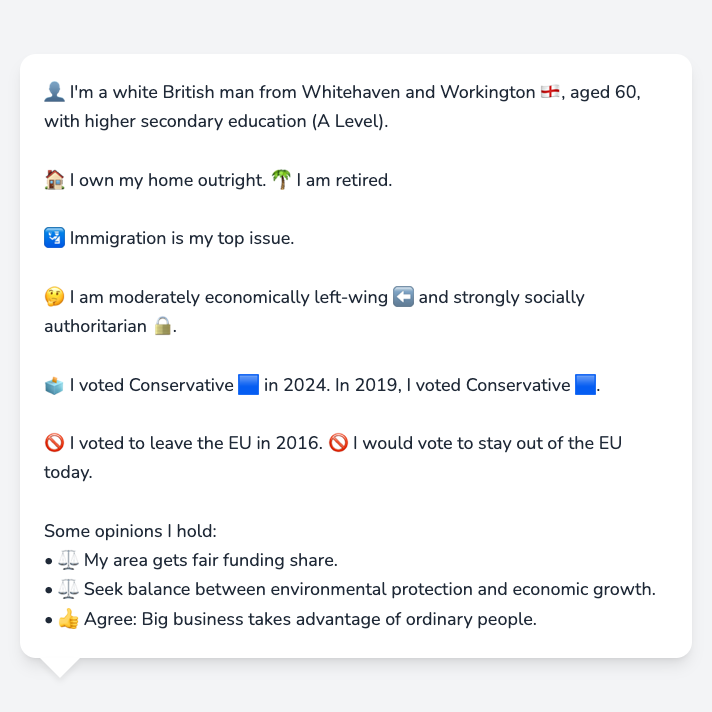 👤 I'm a white British man from Whitehaven and Workington 🏴󠁧󠁢󠁥󠁮󠁧󠁿, aged 60,
with higher secondary education (A Level).
🏠 I own my home outright. 🌴 I am retired.
🛂 Immigration is my top issue.
🤔 I am moderately economically left-wing ⬅️ and strongly socially
authoritarian 🔒.
🗳️ I voted Conservative 🟦 in 2024. In 2019, I voted Conservative 🟦.
🚫 I voted to leave the EU in 2016. 🚫 I would vote to stay out of the EU
today.
Some opinions I hold:
• ⚖️ My area gets fair funding share.
• ⚖️ Seek balance between environmental protection and economic growth.
• 👍 Agree: Big business takes advantage of ordinary people.